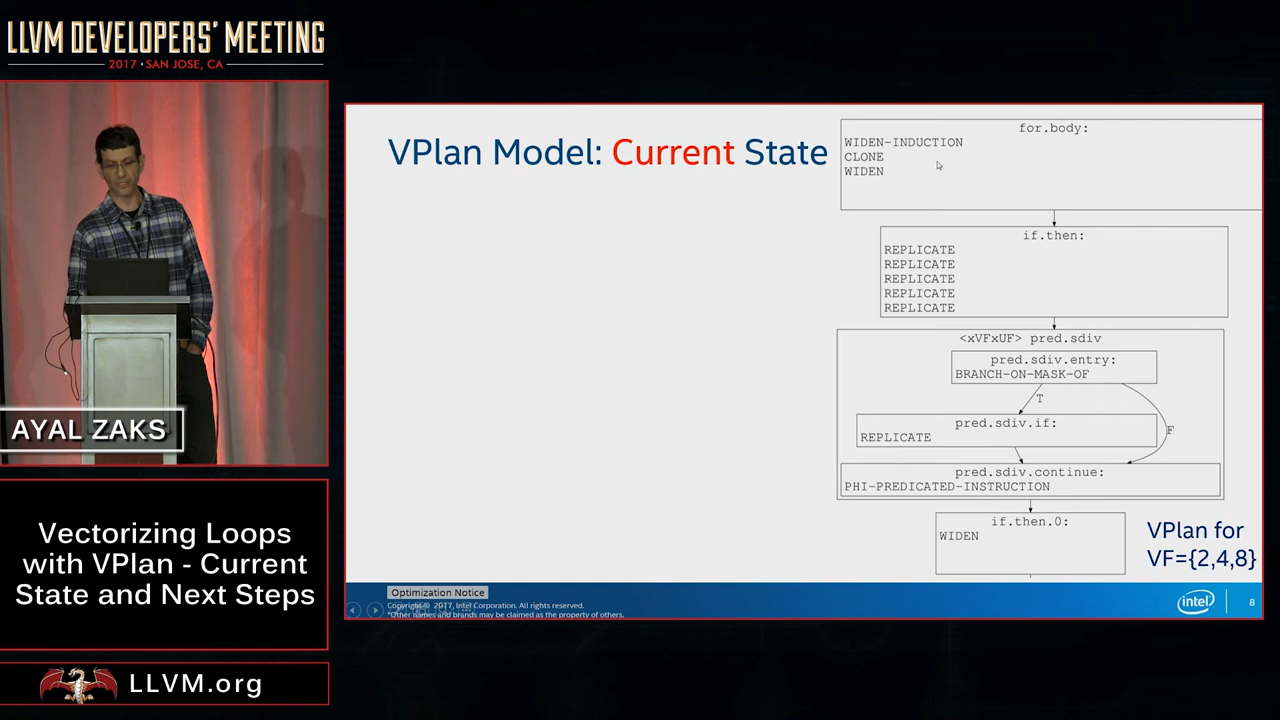 LLVM DEVELOPERS' MEETING
2017 • SAN JOSE, CA
AYAL ZAKS
Vectorizing Loops
with VPlan - Current
State and Next Steps
LLVM.org
VPlan Model: Current State
for.body:
WIDEN-INDUCTION
CLONE
WIDEN
if.then:
REPLICATE
REPLICATE
REPLICATE
REPLICATE
REPLICATE
<xVFxUF> pred.sdiv
pred.sdiv.entry:
BRANCH-ON-MASK-OF
T
F
pred.sdiv.if:
REPLICATE
pred.sdiv.continue:
PHI-PREDICATED-INSTRUCTION
if.then.0:
WIDEN
VPlan for
VF={2,4,8}
Optimization Notice
Copyright © 2017, Intel Corporation. All rights reserved.
*Other names and brands may be claimed as the property of others.
intel
8